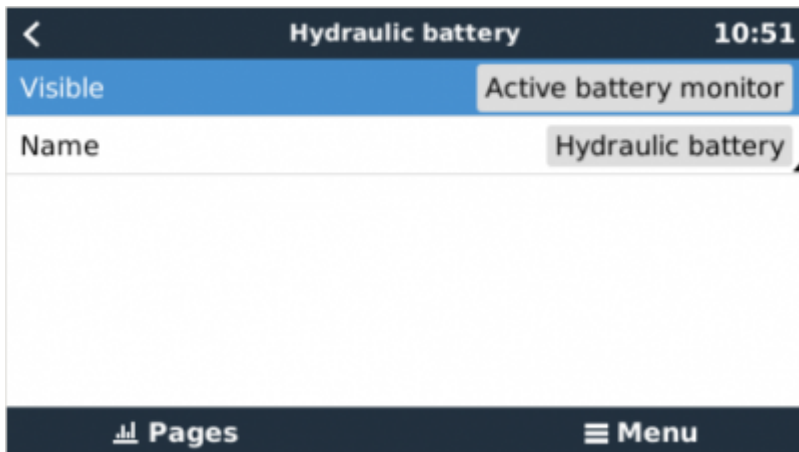 Hydraulic battery 10:51
Visible Active battery monitor
Name Hydraulic battery
Pages Menu